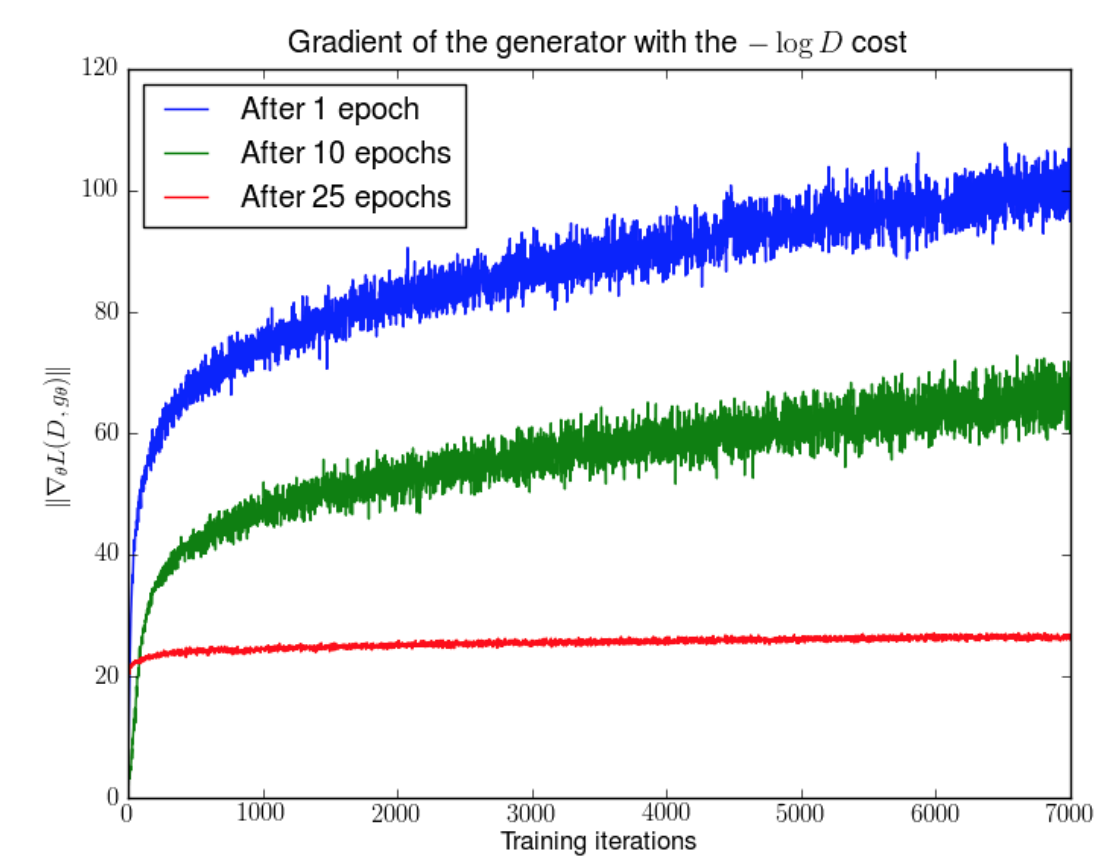 Gradient of the generator with the − log D cost
120
After 1 epoch
After 10 epochs
After 25 epochs
100
80
60
40
20
0
‖∇θL(D, gθ)‖
0 1000 2000 3000 4000 5000 6000 7000
Training iterations